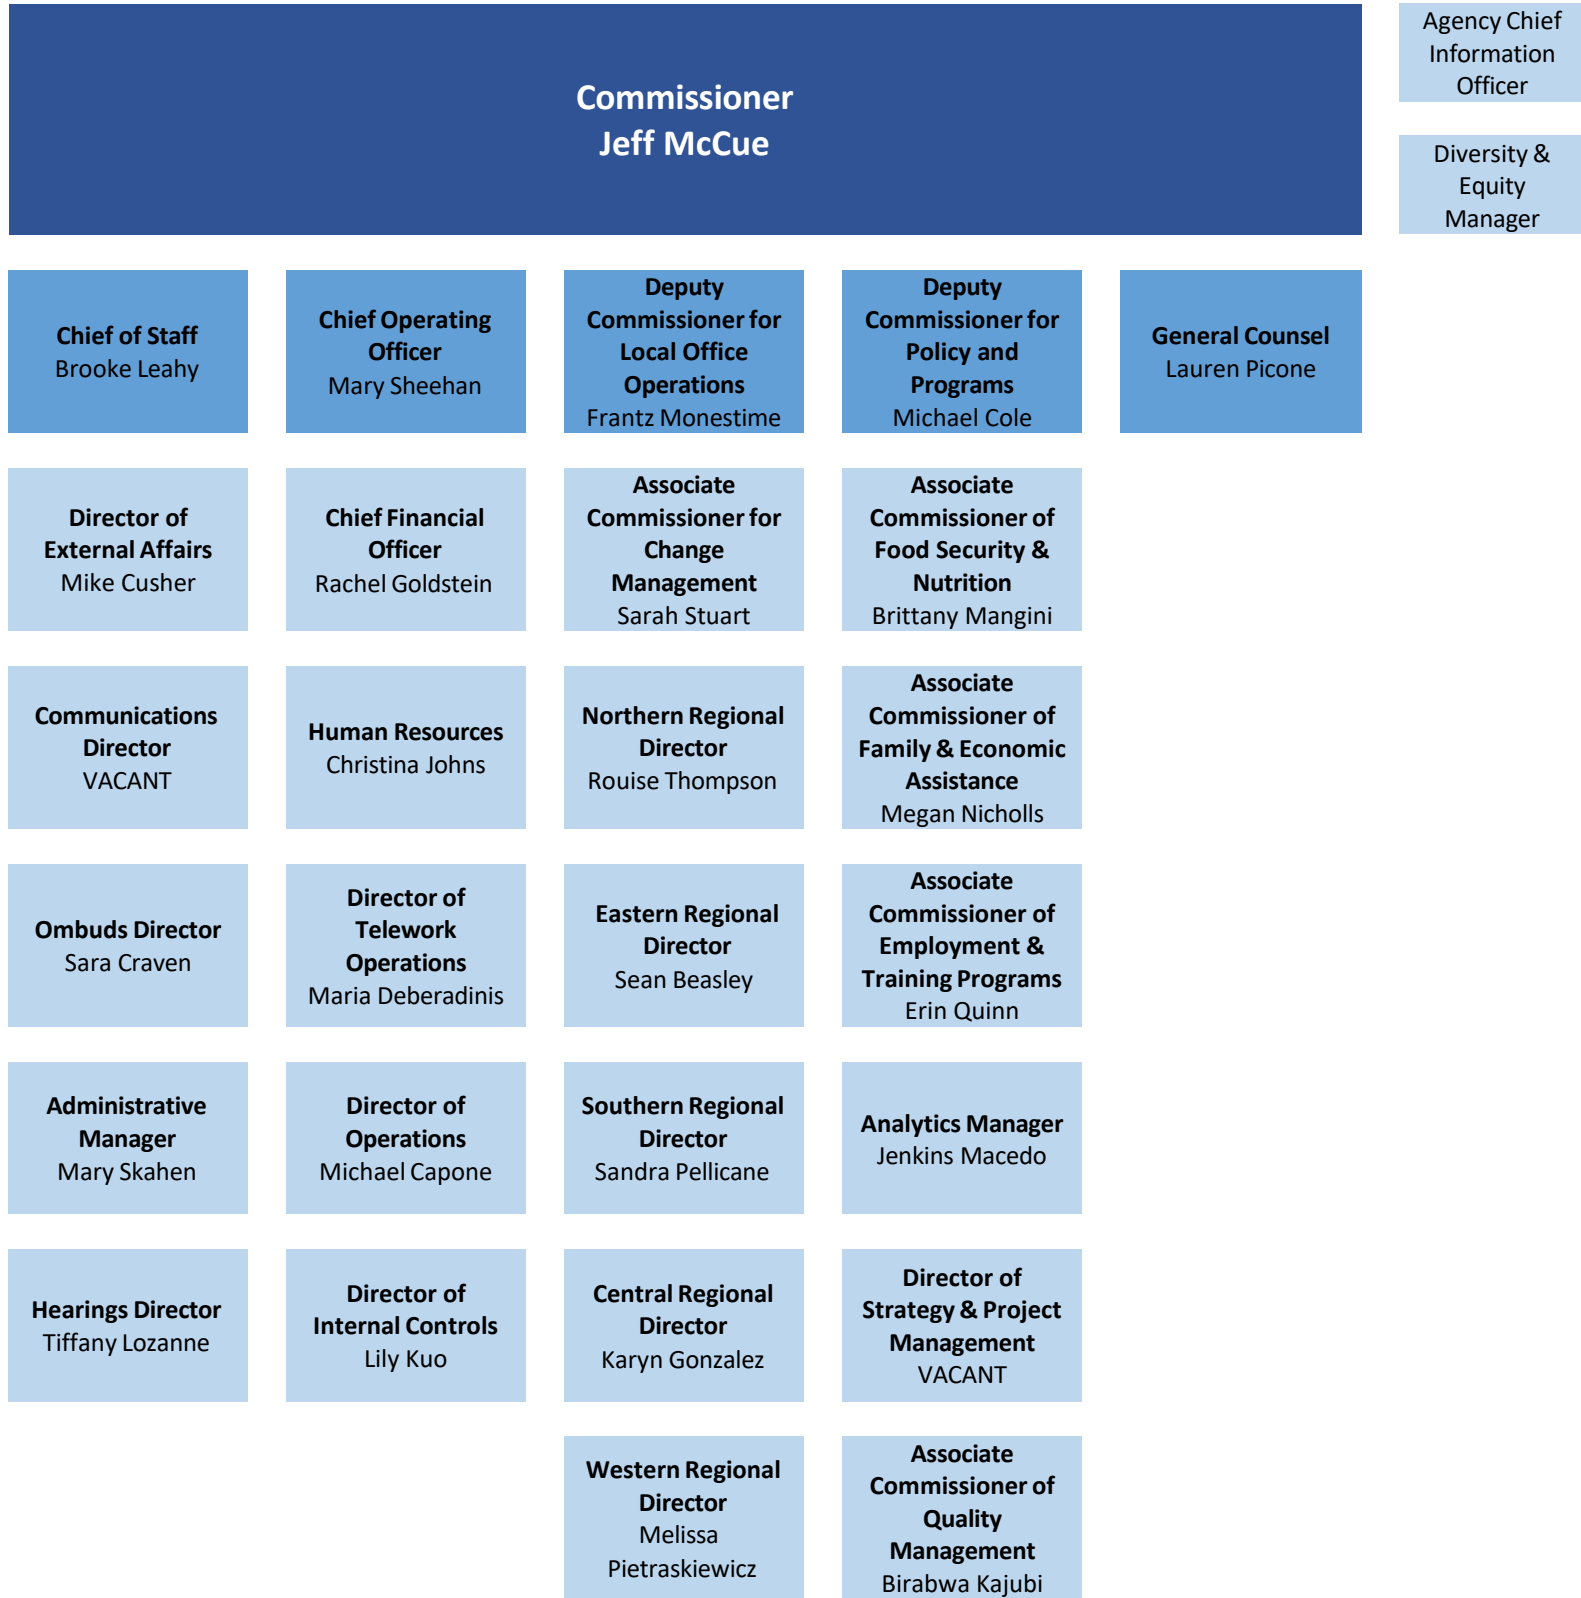 Commissioner
Jeff McCue
Agency Chief
Information
Officer
Diversity &
Equity
Manager
Chief of Staff
Brooke Leahy
Chief Operating
Officer
Mary Sheehan
Deputy
Commissioner for
Local Office
Operations
Frantz Monestime
Deputy
Commissioner for
Policy and
Programs
Michael Cole
General Counsel
Lauren Picone
Director of
External Affairs
Mike Cusher
Chief Financial
Officer
Rachel Goldstein
Associate
Commissioner for
Change
Management
Sarah Stuart
Associate
Commissioner of
Food Security &
Nutrition
Brittany Mangini
Communications
Director
VACANT
Human Resources
Christina Johns
Northern Regional
Director
Rouise Thompson
Associate
Commissioner of
Family & Economic
Assistance
Megan Nicholls
Ombuds Director
Sara Craven
Director of
Telework
Operations
Maria Deberadinis
Eastern Regional
Director
Sean Beasley
Associate
Commissioner of
Employment &
Training Programs
Erin Quinn
Administrative
Manager
Mary Skahen
Director of
Operations
Michael Capone
Southern Regional
Director
Sandra Pellicane
Analytics Manager
Jenkins Macedo
Hearings Director
Tiffany Lozanne
Director of
Internal Controls
Lily Kuo
Central Regional
Director
Karyn Gonzalez
Director of
Strategy & Project
Management
VACANT
Western Regional
Director
Melissa
Pietraskiewicz
Associate
Commissioner of
Quality
Management
Birabwa Kajubi